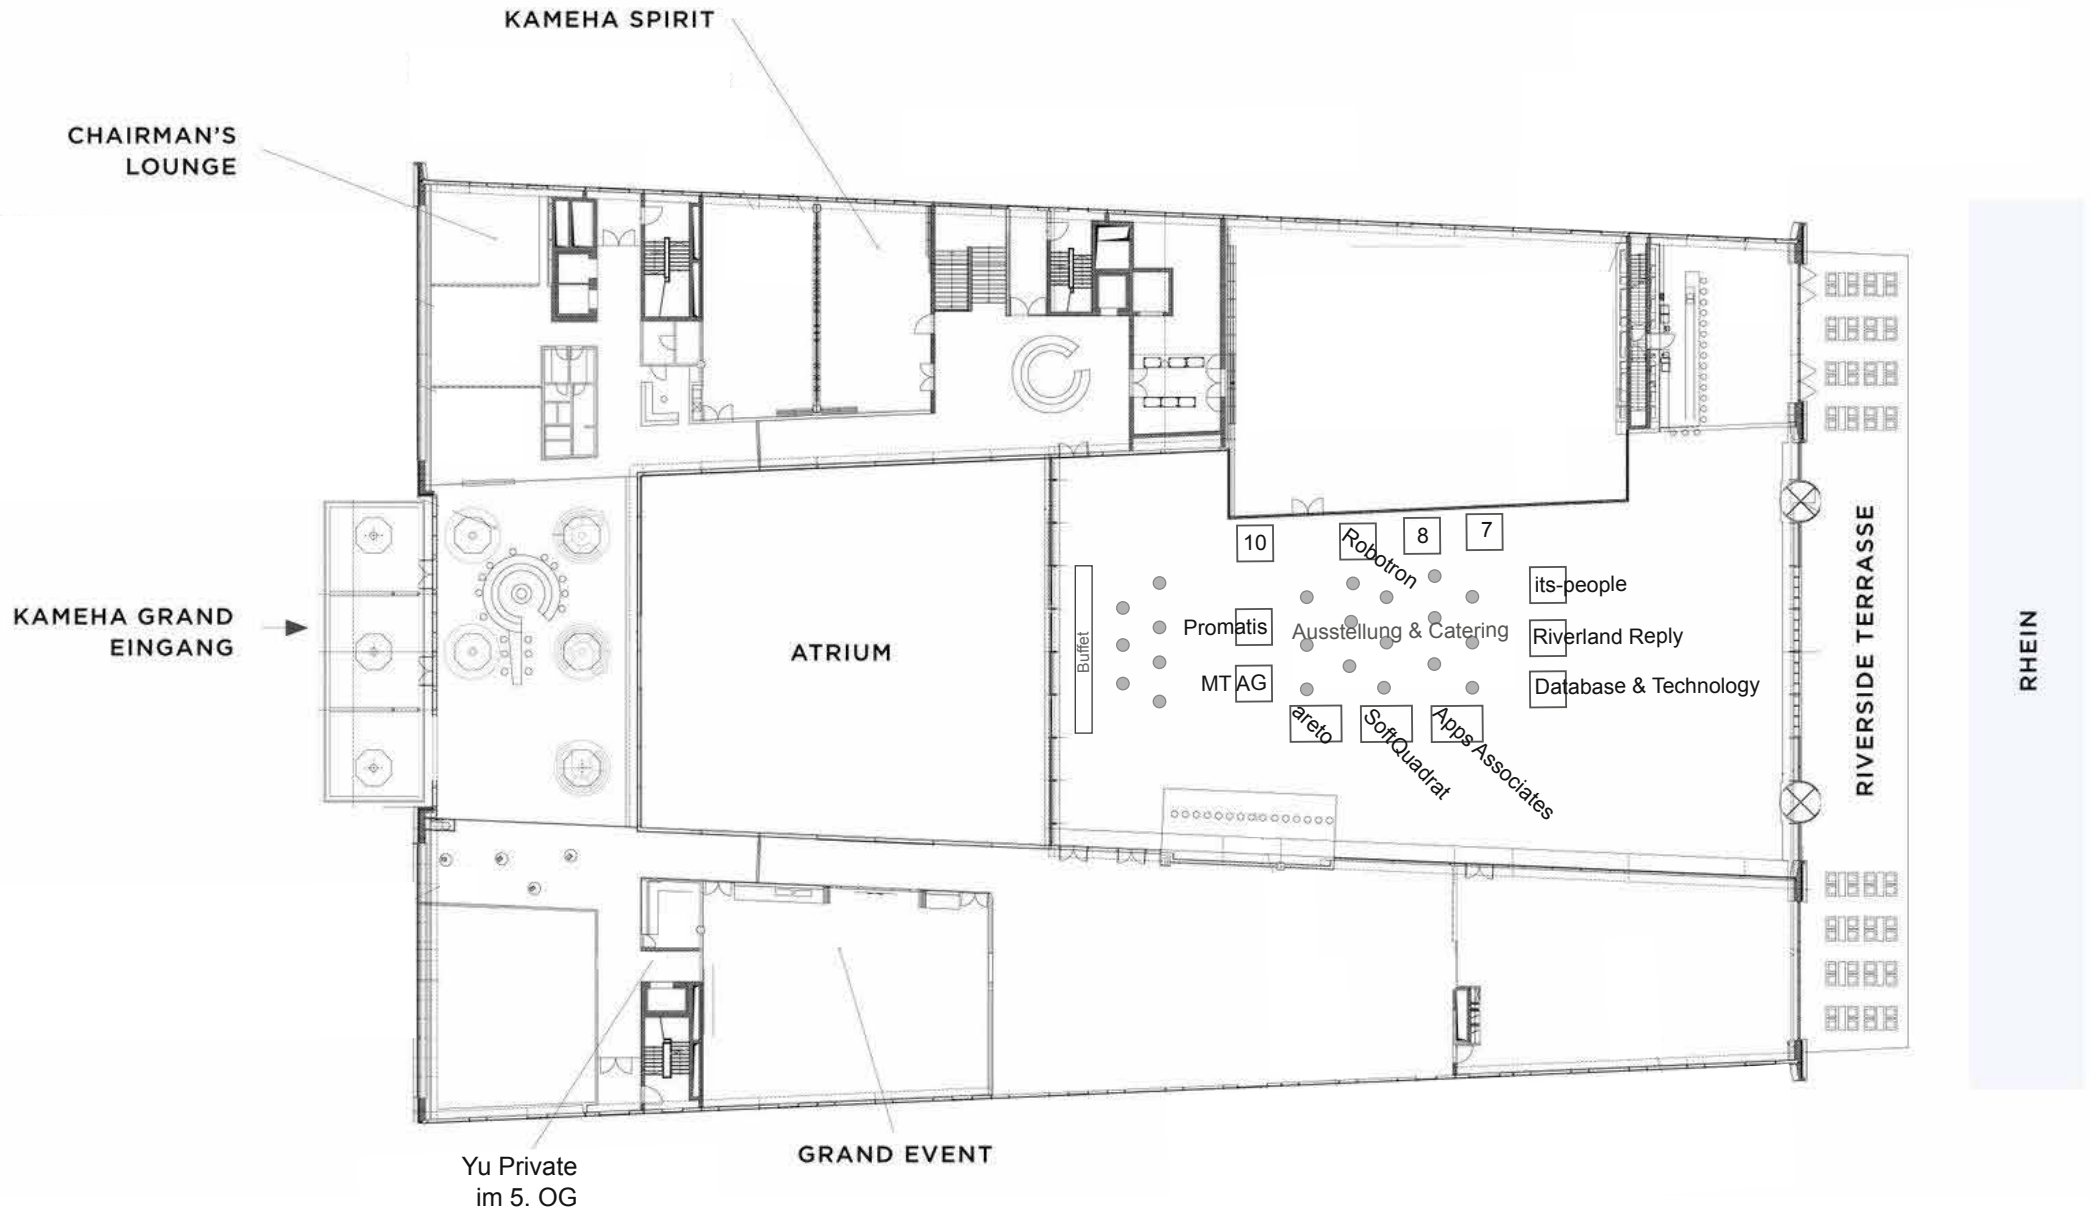 KAMEHA SPIRIT
CHAIRMAN'S
LOUNGE
KAMEHA GRAND
EINGANG
ATRIUM
Buffet
10
Robotron
8
7
its-people
Promatis
Ausstellung & Catering
Riverland Reply
MT AG
Database & Technology
areto
SoftQuadrat
Apps Associates
RIVERSIDE TERRASSE
RHEIN
GRAND EVENT
Yu Private
im 5. OG